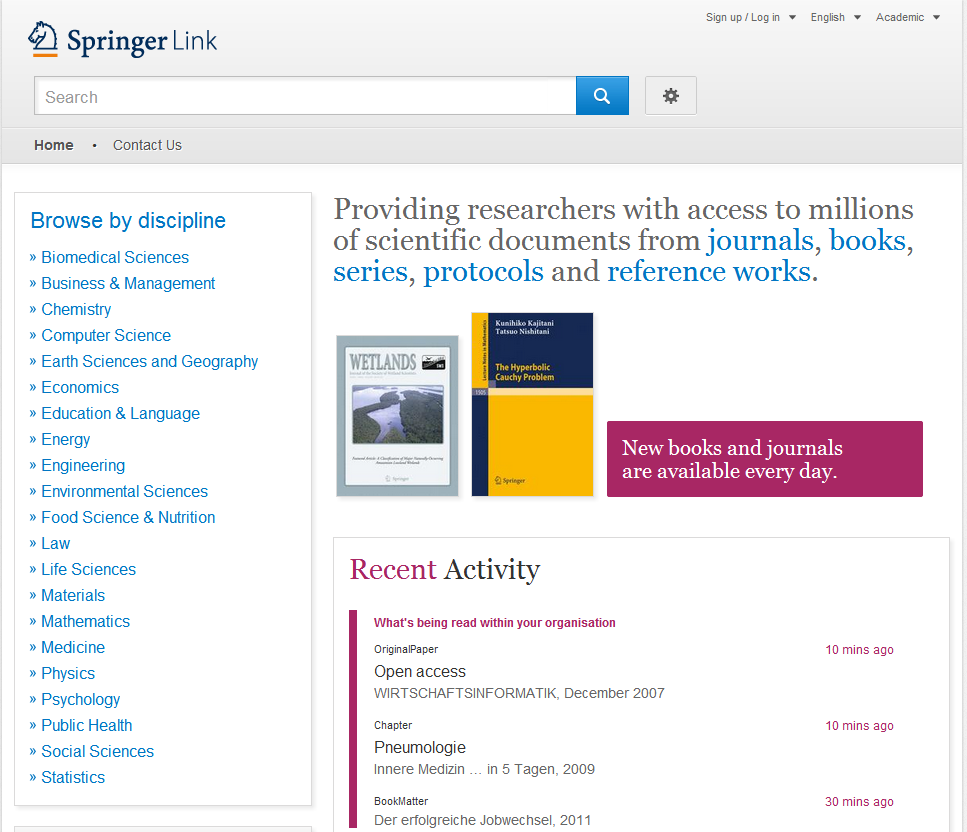 Sign up / Log in English Academic
Springer Link
Search
Home • Contact Us
Browse by discipline
» Biomedical Sciences
» Business & Management
» Chemistry
» Computer Science
» Earth Sciences and Geography
» Economics
» Education & Language
» Energy
» Engineering
» Environmental Sciences
» Food Science & Nutrition
» Law
» Life Sciences
» Materials
» Mathematics
» Medicine
» Physics
» Psychology
» Public Health
» Social Sciences
» Statistics
Providing researchers with access to millions
of scientific documents from journals, books,
series, protocols and reference works.
WETLANDS
Springer
Lecture Notes in Mathematics
Kunihiko Kajitani
Tatsuo Nishitani
The Hyperbolic
Cauchy Problem
1505
Springer
New books and journals
are available every day.
Recent Activity
What's being read within your organisation
OriginalPaper 10 mins ago
Open access
WIRTSCHAFTSINFORMATIK, December 2007
Chapter 10 mins ago
Pneumologie
Innere Medizin … in 5 Tagen, 2009
BookMatter 30 mins ago
Der erfolgreiche Jobwechsel, 2011